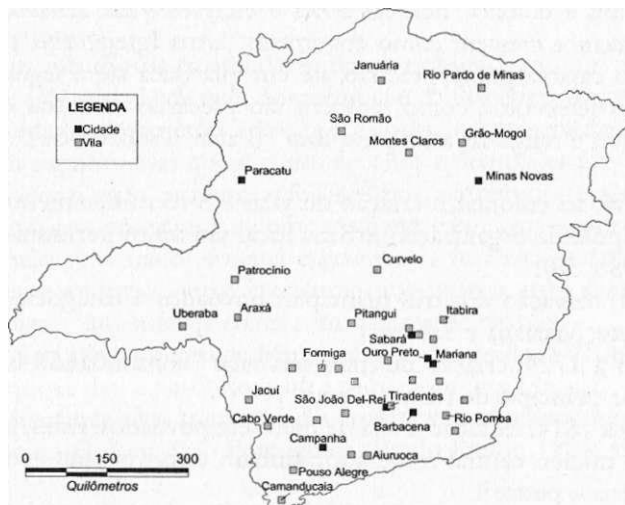 Januária
Rio Pardo de Minas
LEGENDA
Cidade
Vila
São Romão
Grão-Mogol
Montes Claros
Paracatu
Minas Novas
Curvelo
Patrocínio
Araxá
Uberaba
Pitangui
Itabira
Sabará
Formiga
Ouro Preto
Mariana
Jacuí
São João Del-Rei
Tiradentes
Cabo Verde
Rio Pomba
Barbacena
Campanha
Aiuruoca
Pouso Alegre
Camanducaia
0
150
300
Quilômetros